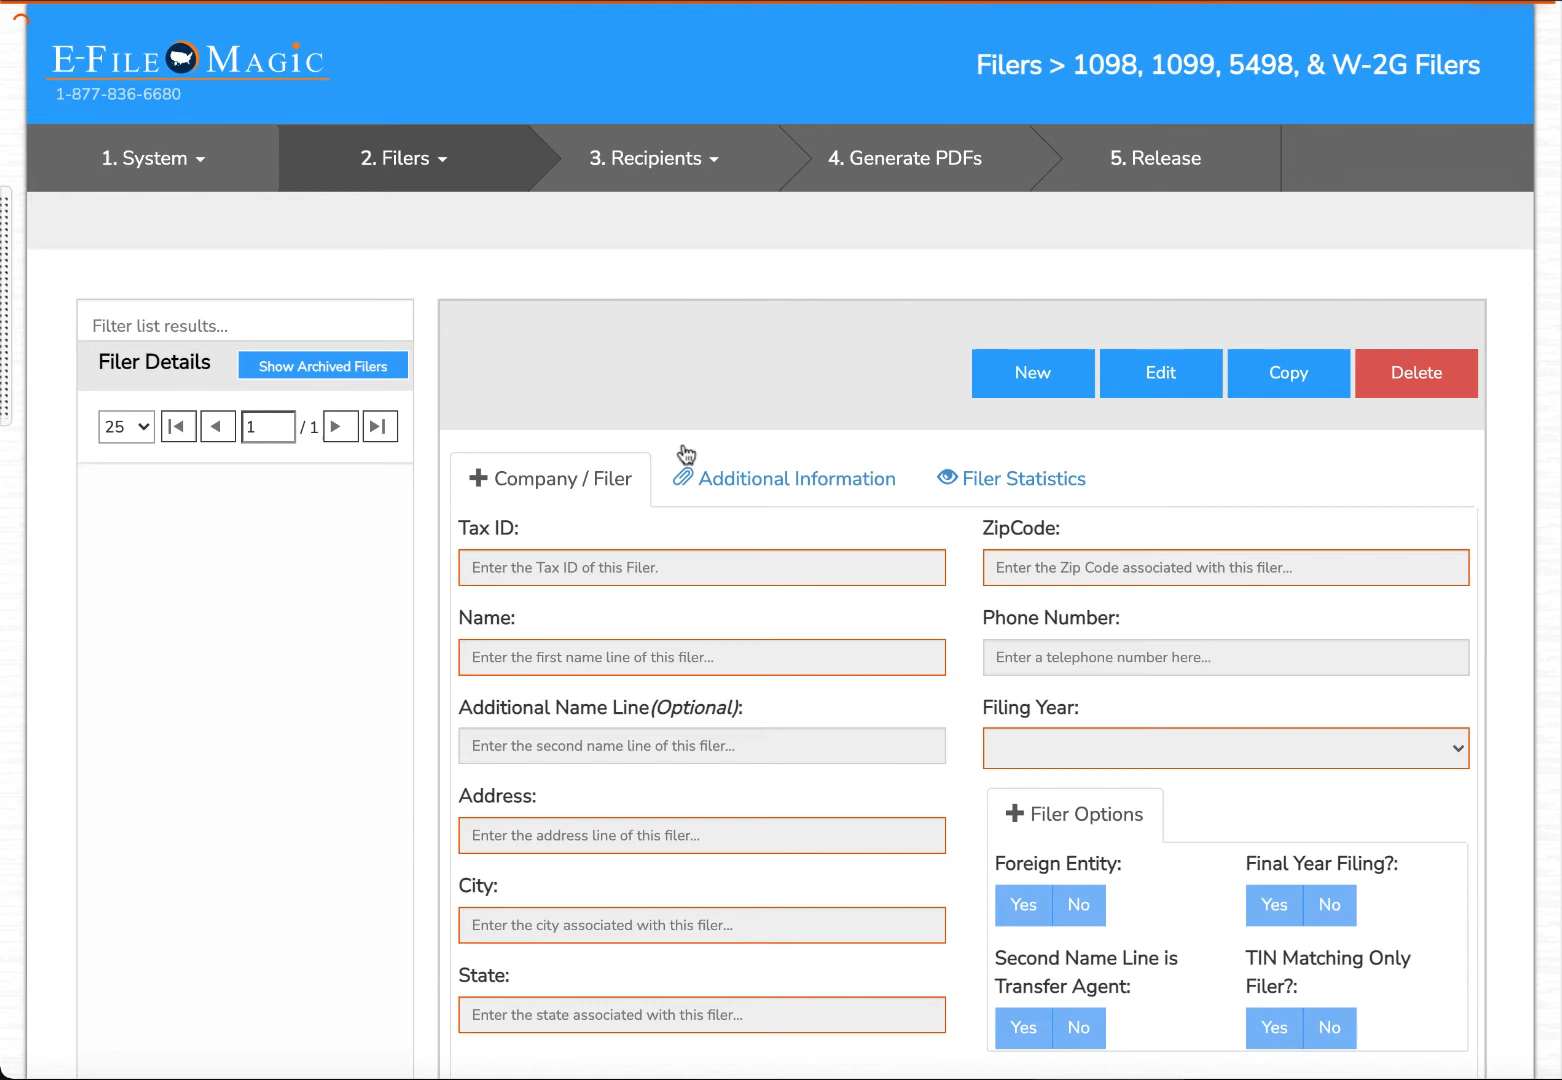 E-FILE MAGIC
1-877-836-6680
Filers > 1098, 1099, 5498, & W-2G Filers
1. System
2. Filers
3. Recipients
4. Generate PDFs
5. Release
Filter list results...
Filer Details
Show Archived Filers
25
1
/ 1
New
Edit
Copy
Delete
Company / Filer
Additional Information
Filer Statistics
Tax ID:
Enter the Tax ID of this Filer.
Name:
Enter the first name line of this filer...
Additional Name Line(Optional):
Enter the second name line of this filer...
Address:
Enter the address line of this filer...
City:
Enter the city associated with this filer...
State:
Enter the state associated with this filer...
ZipCode:
Enter the Zip Code associated with this filer...
Phone Number:
Enter a telephone number here...
Filing Year:
Filer Options
Foreign Entity:
Yes No
Final Year Filing?:
Yes No
Second Name Line is
Transfer Agent:
Yes No
TIN Matching Only
Filer?:
Yes No